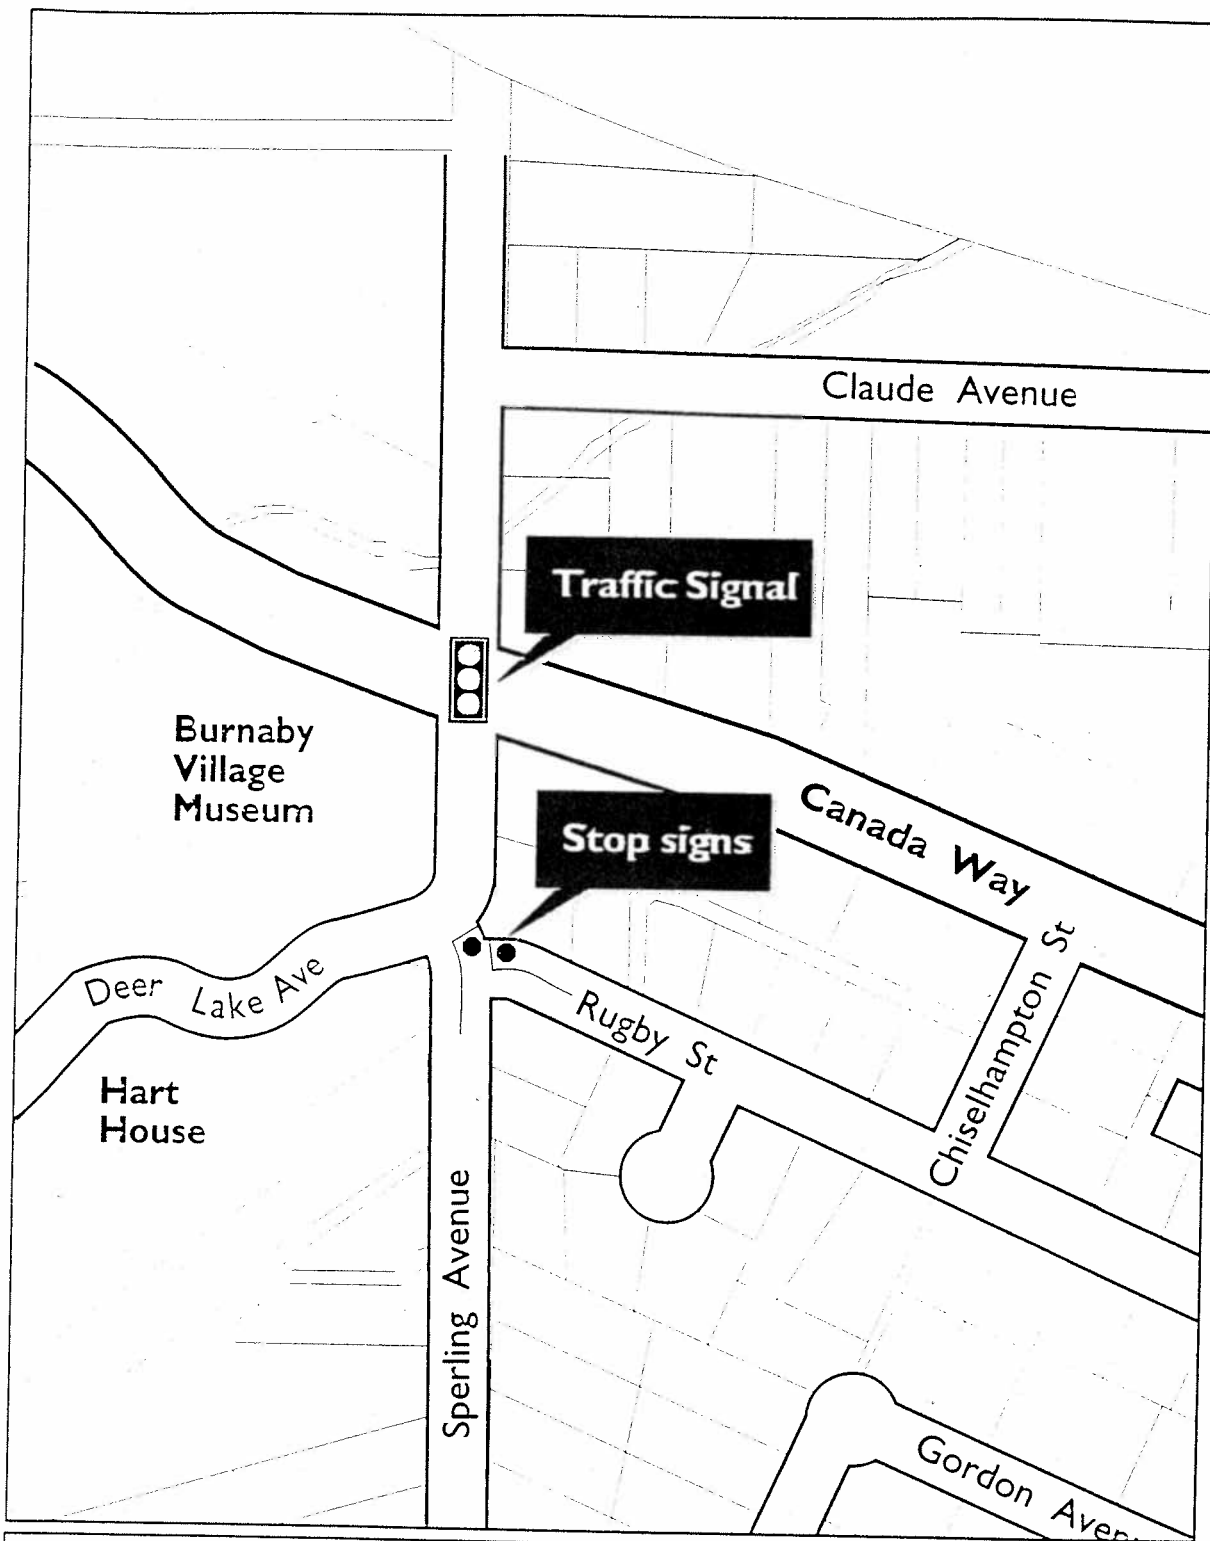 Claude Avenue
Traffic Signal
Burnaby
Village
Museum
Canada Way
Stop signs
Chiselhampton St
Deer Lake Ave
Rugby St
Hart
House
Sperling Avenue
Gordon Avenu